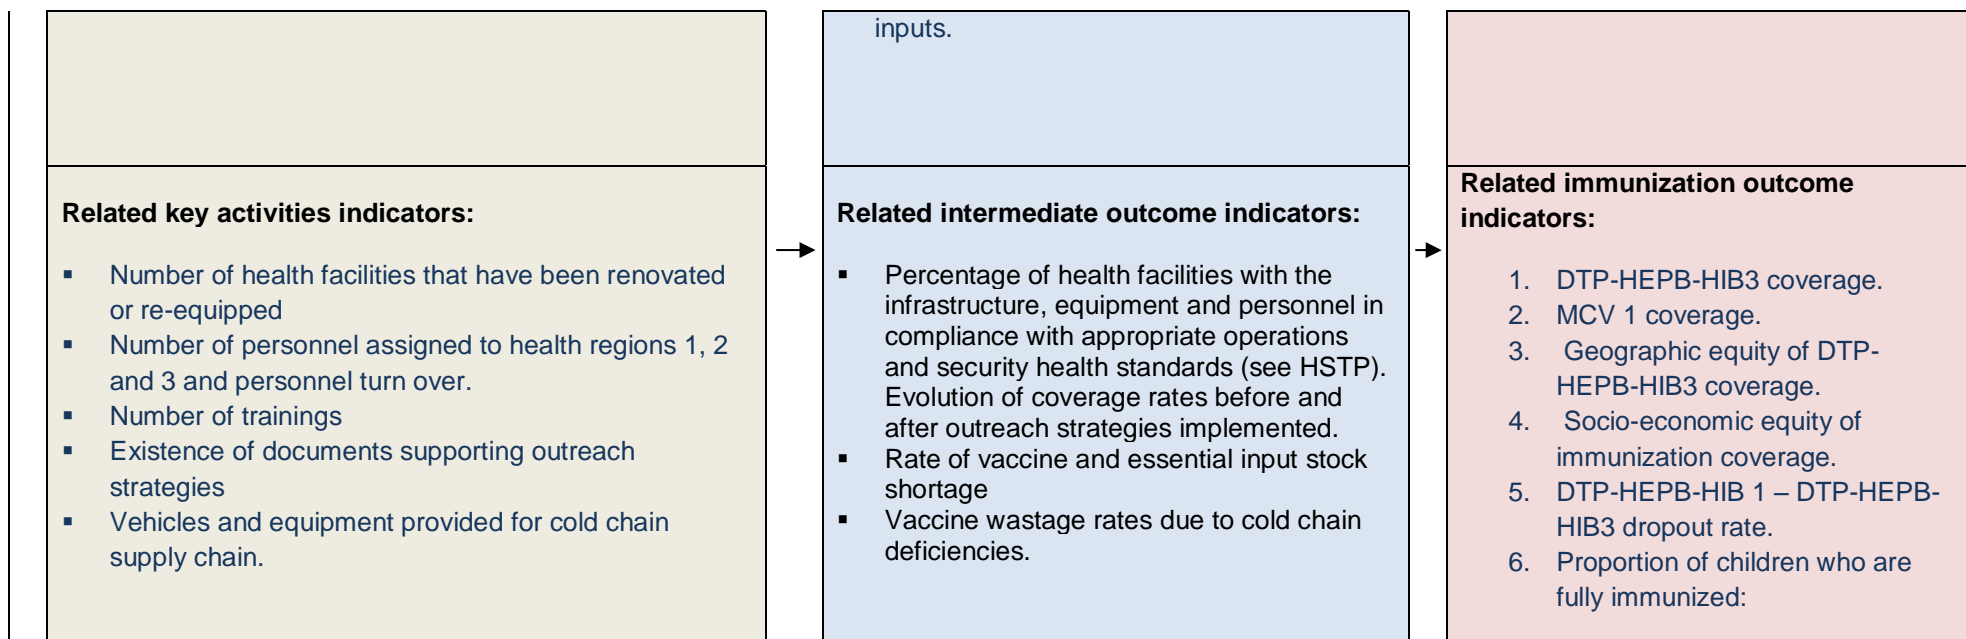 inputs.
Related key activities indicators:
▪ Number of health facilities that have been renovated
or re-equipped
▪ Number of personnel assigned to health regions 1, 2
and 3 and personnel turn over.
▪ Number of trainings
▪ Existence of documents supporting outreach
strategies
▪ Vehicles and equipment provided for cold chain
supply chain.
Related intermediate outcome indicators:
▪ Percentage of health facilities with the
infrastructure, equipment and personnel in
compliance with appropriate operations
and security health standards (see HSTP).
Evolution of coverage rates before and
after outreach strategies implemented.
▪ Rate of vaccine and essential input stock
shortage
▪ Vaccine wastage rates due to cold chain
deficiencies.
Related immunization outcome
indicators:
1. DTP-HEPB-HIB3 coverage.
2. MCV 1 coverage.
3. Geographic equity of DTP-
HEPB-HIB3 coverage.
4. Socio-economic equity of
immunization coverage.
5. DTP-HEPB-HIB 1 – DTP-HEPB-
HIB3 dropout rate.
6. Proportion of children who are
fully immunized: